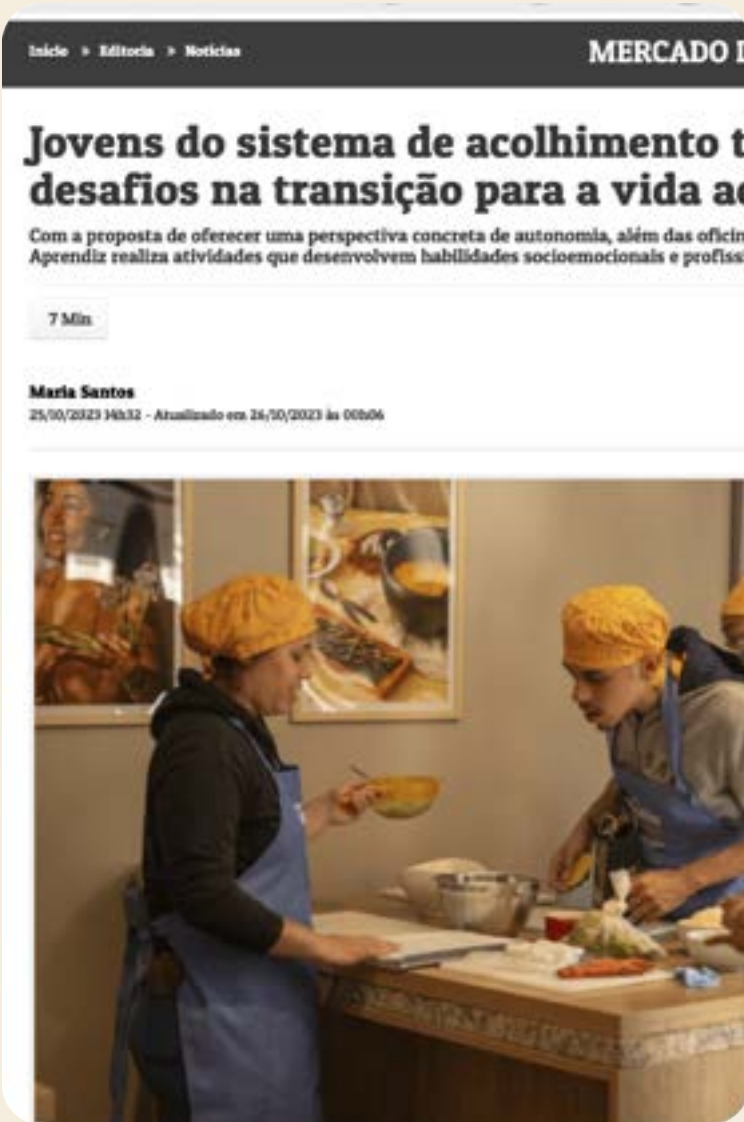 Início > Editoria > Notícias
MERCADO
Jovens do sistema de acolhimento
desafios na transição para a vida
Com a proposta de oferecer uma perspectiva concreta de autonomia, além das
Aprendiz realiza atividades que desenvolvem habilidades socioemocionais e
7 Min
Maria Santos
25/10/2023 14h32 - Atualizado em 26/10/2023 às 00h06